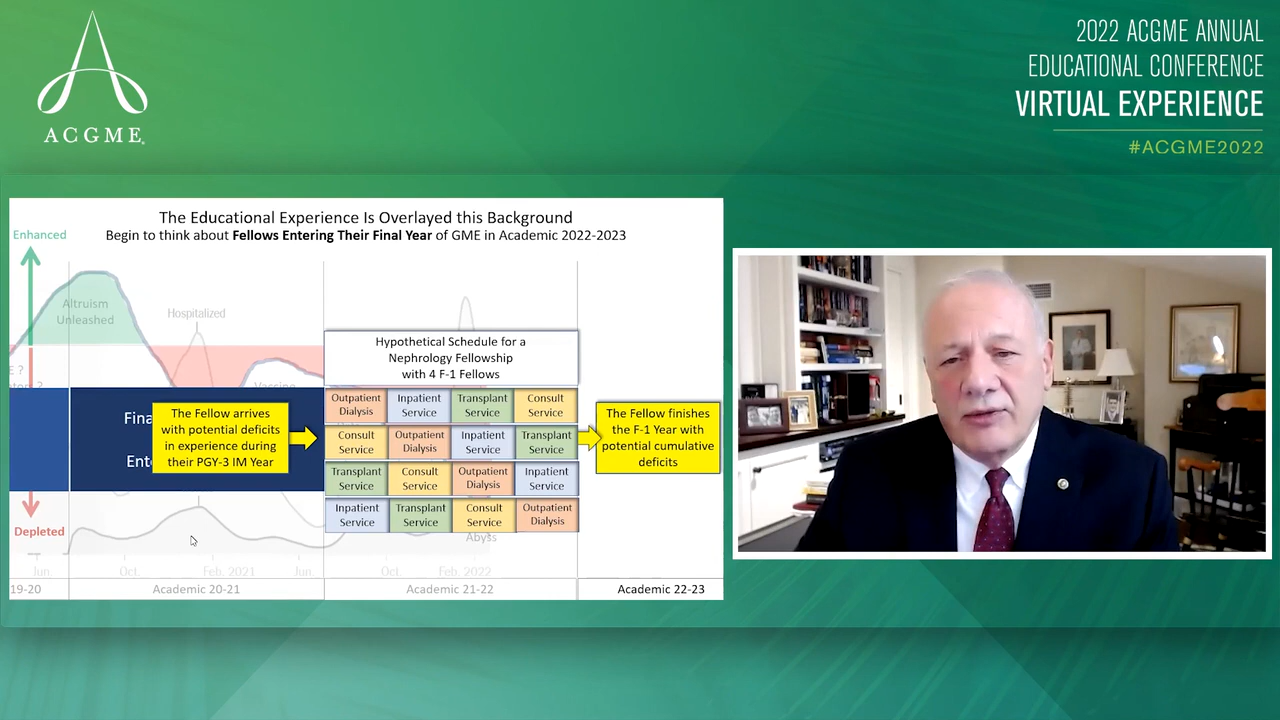 ACGME
2022 ACGME ANNUAL
EDUCATIONAL CONFERENCE
VIRTUAL EXPERIENCE
#ACGME2022
The Educational Experience Is Overlayed this Background
Begin to think about Fellows Entering Their Final Year of GME in Academic 2022-2023
Enhanced
Altruism
Unleashed
Hospitalized
Hypothetical Schedule for a
Nephrology Fellowship
with 4 F-1 Fellows
Vaccine
Fina
Ente
The Fellow arrives
with potential deficits
in experience during
their PGY-3 IM Year
Outpatient
Dialysis
Inpatient
Service
Transplant
Service
Consult
Service
Consult
Service
Outpatient
Dialysis
Inpatient
Service
Transplant
Service
Transplant
Service
Consult
Service
Outpatient
Dialysis
Inpatient
Service
Inpatient
Service
Transplant
Service
Consult
Service
Outpatient
Dialysis
The Fellow finishes
the F-1 Year with
potential cumulative
deficits
Depleted
Abyss
Jun. Oct. Feb. 2021 Jun. Oct. Feb. 2022
19-20 Academic 20-21 Academic 21-22 Academic 22-23